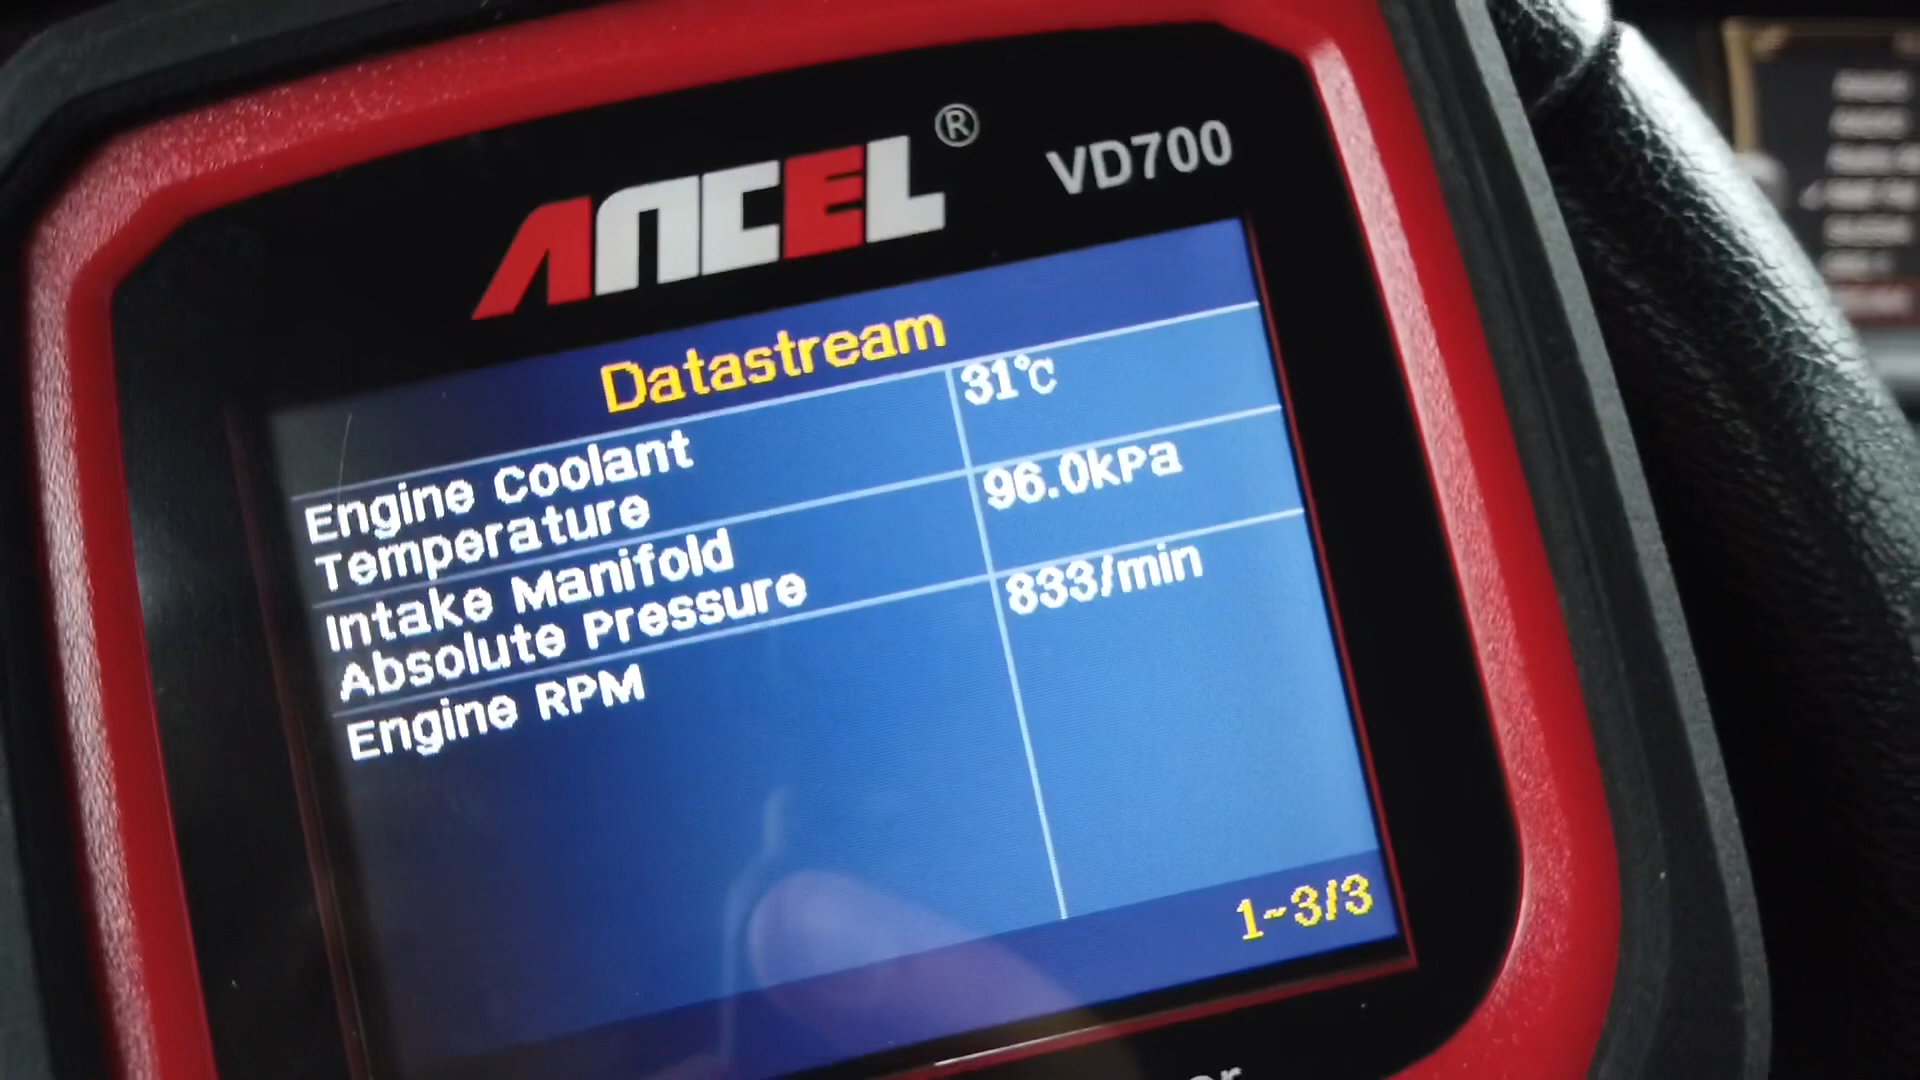 ANCEL®
VD700
Datastream
Engine Coolant
Temperature
31℃
Intake Manifold
Absolute Pressure
96.0kPa
Engine RPM
833/min
1~3/3